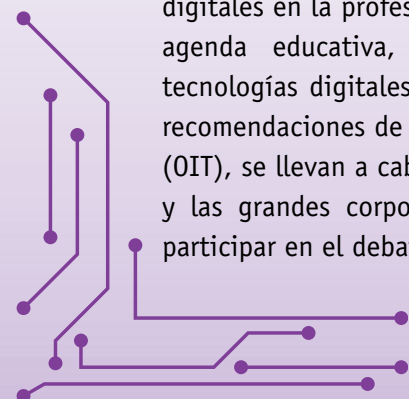 digitales en la profes
agenda educativa,
tecnologías digitales
recomendaciones de
(OIT), se llevan a cab
y las grandes corpo
participar en el debat